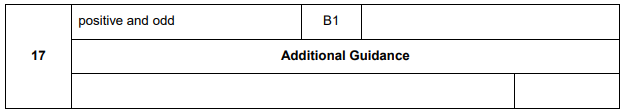 positive and odd B1
17
Additional Guidance